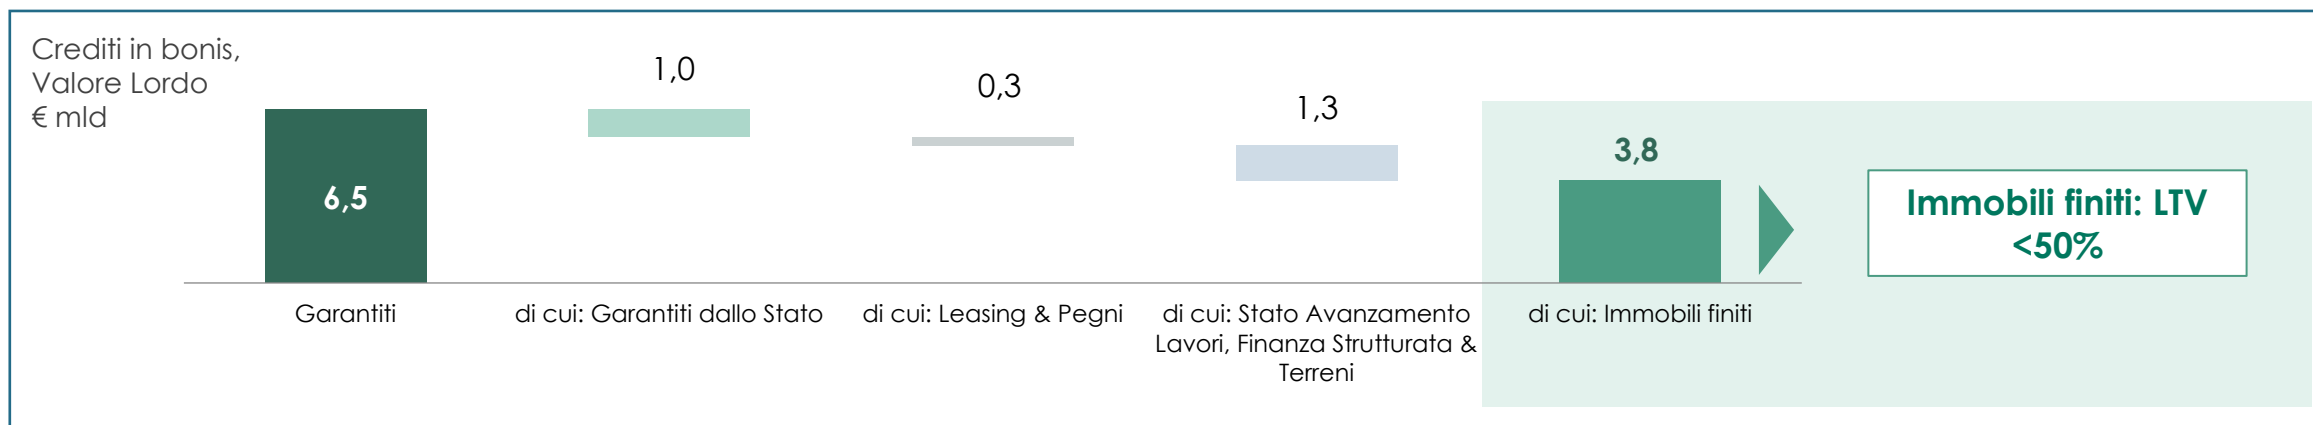 Crediti in bonis,
Valore Lordo
€ mld
6,5
1,0
0,3
1,3
3,8
Immobili finiti: LTV
<50%
Garantiti
di cui: Garantiti dallo Stato
di cui: Leasing & Pegni
di cui: Stato Avanzamento
Lavori, Finanza Strutturata &
Terreni
di cui: Immobili finiti